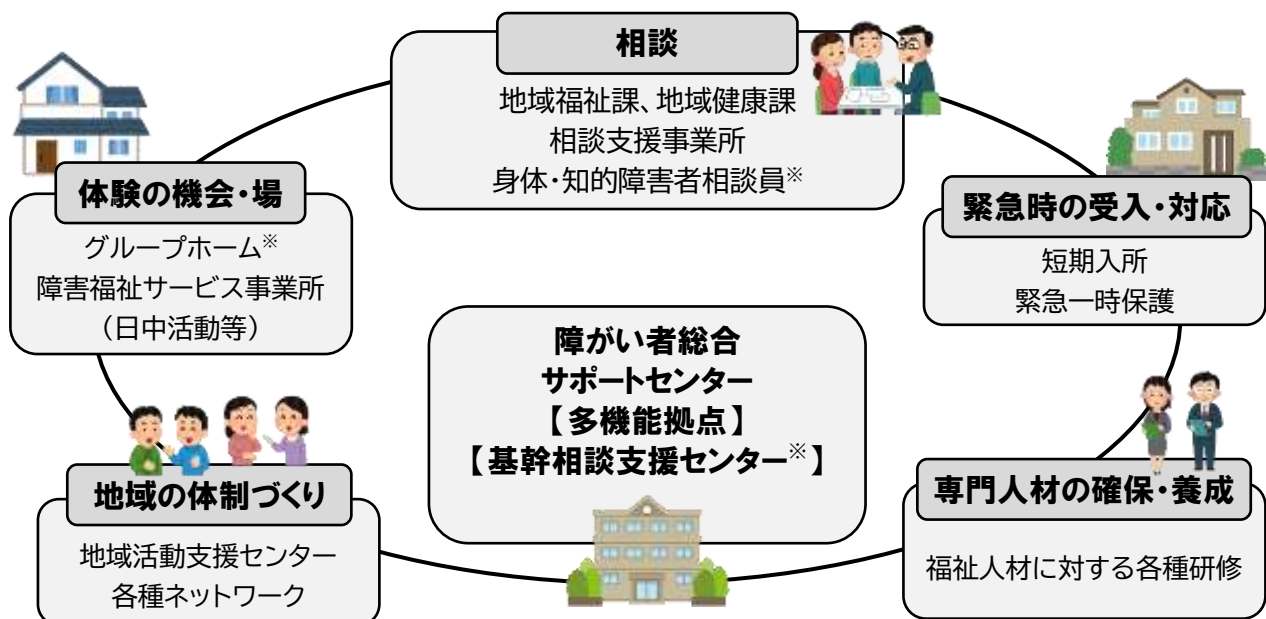 相談
地域福祉課、地域健康課
相談支援事業所
身体・知的障害者相談員※
体験の機会・場
グループホーム※
障害福祉サービス事業所
（日中活動等）
緊急時の受入・対応
短期入所
緊急一時保護
障がい者総合
サポートセンター
【多機能拠点】
【基幹相談支援センター※】
地域の体制づくり
地域活動支援センター
各種ネットワーク
専門人材の確保・養成
福祉人材に対する各種研修